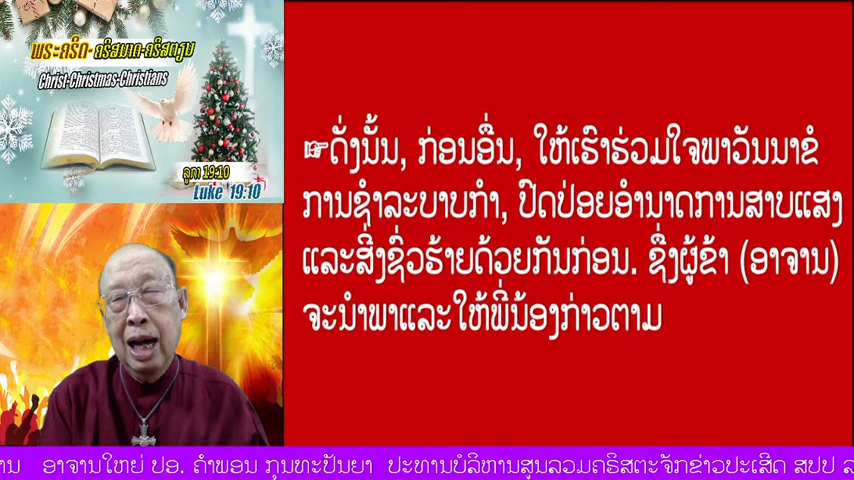 ພຣະຄຣິດ-ຄຣິສມາດ-ຄຣິສຕຽນ
Christ-Christmas-Christians
ລູກາ 19:10
Luke 19:10
☞ດັ່ງນັ້ນ, ກ່ອນອື່ນ, ໃຫ້ເຮົາຮ່ວມໃຈພາວັນນາຂໍ
ການຊຳລະບາບກຳ, ປົດປ່ອຍອຳນາດການສາບແສງ
ແລະສິ່ງຊົ່ວຮ້າຍດ້ວຍກັນກ່ອນ. ຊື່ງຜູ້ຂ້າ (ອາຈານ)
ຈະນຳພາແລະໃຫ້ພີ່ນ້ອງກ່າວຕາມ
ານ ອາຈານໃຫຍ່ ປອ. ຄຳພອນ ກຸນທະປັນຍາ ປະທານບໍລິຫານສູນລວມຄຣິສຕະຈັກຂ່າວປະເສີດ ສປປ ລ